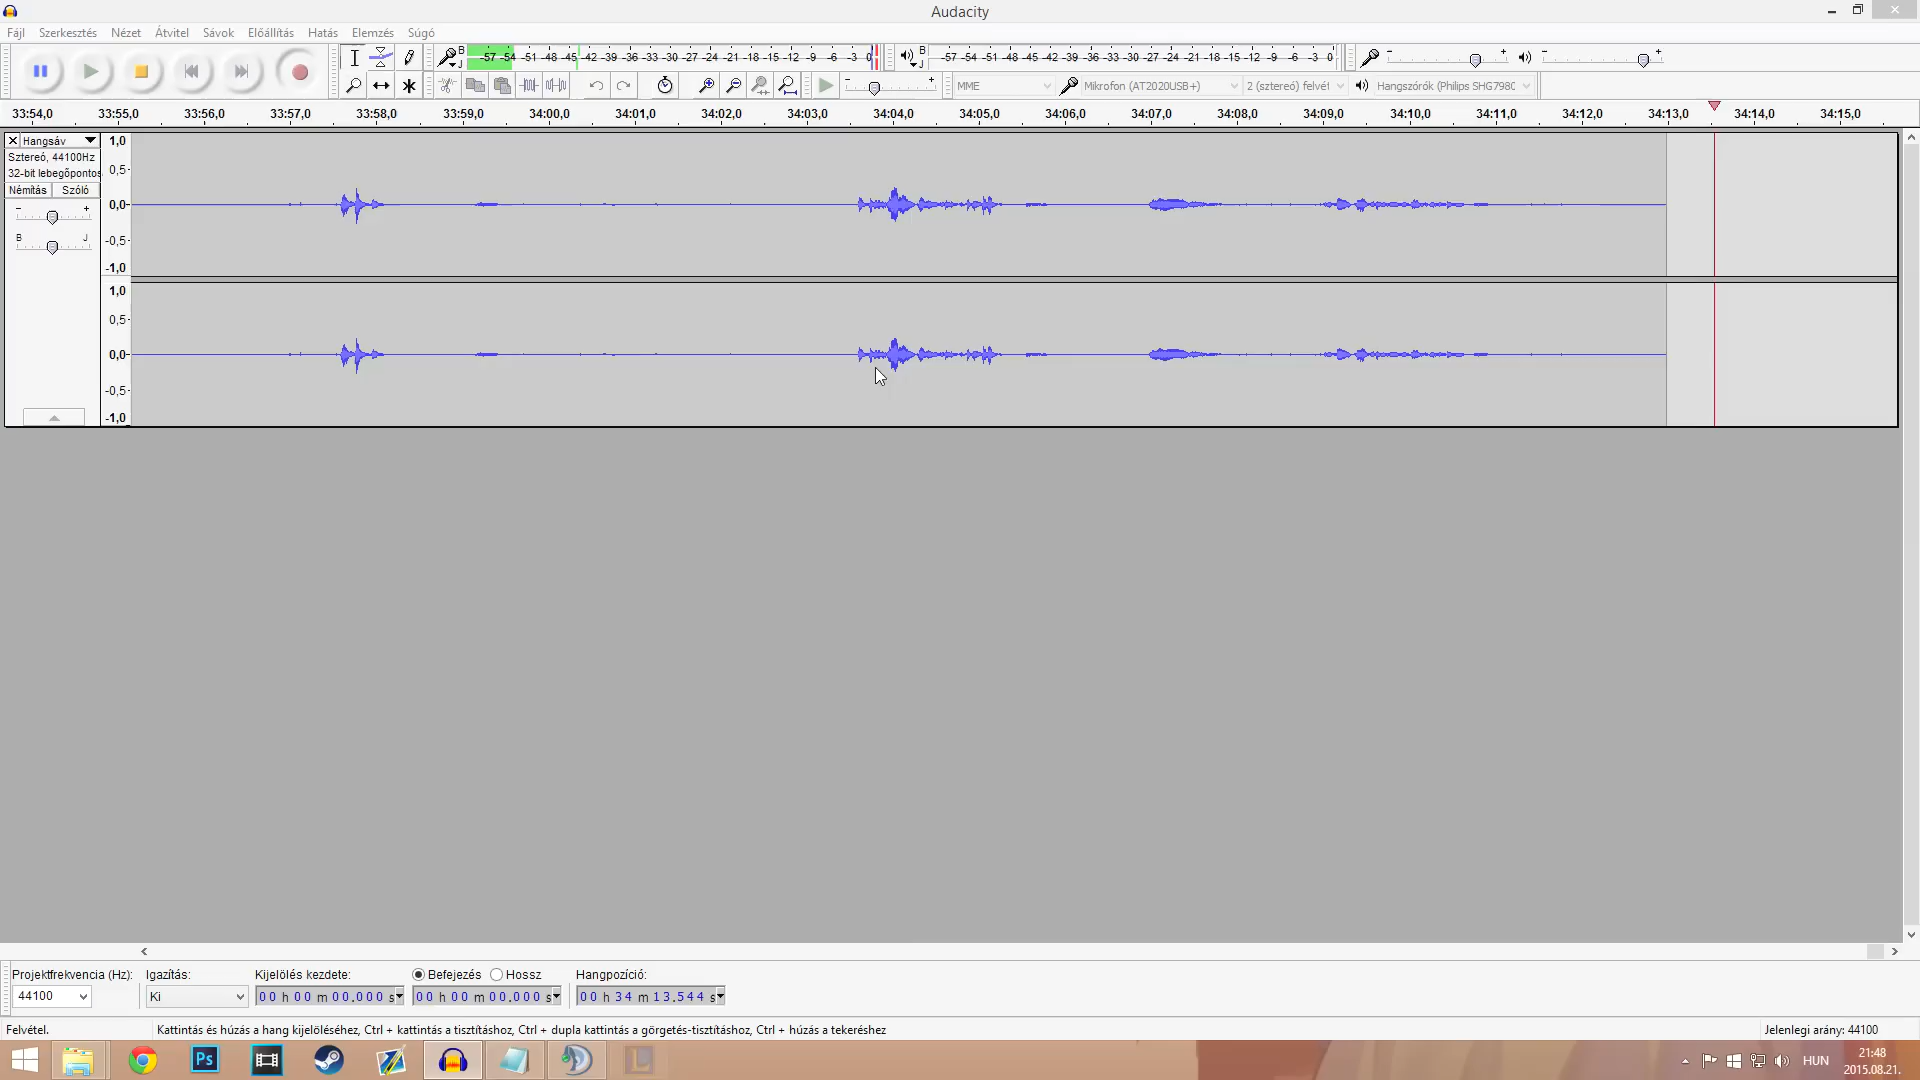 Audacity
Fájl Szerkesztés Nézet Átvitel Sávok Előállítás Hatás Elemzés Súgó
B J -57 -54 -51 -48 -45 -42 -39 -36 -33 -30 -27 -24 -21 -18 -15 -12 -9 -6 -3 0 B J -57 -54 -51 -48 -45 -42 -39 -36 -33 -30 -27 -24 -21 -18 -15 -12 -9 -6 -3 0 - + - +
- + MME Mikrofon (AT2020USB+) 2 (sztereó) felvét Hangszórók (Philips SHG798C
33:54,0 33:55,0 33:56,0 33:57,0 33:58,0 33:59,0 34:00,0 34:01,0 34:02,0 34:03,0 34:04,0 34:05,0 34:06,0 34:07,0 34:08,0 34:09,0 34:10,0 34:11,0 34:12,0 34:13,0 34:14,0 34:15,0
Hangsáv 1,0
Sztereó, 44100Hz
32-bit lebegőpontos 0,5
Némítás Szóló
- + 0,0
B J -0,5
-1,0
1,0
0,5
0,0
-0,5
-1,0
Projektfrekvencia (Hz): Igazítás: Kijelölés kezdete: Befejezés Hossz Hangpozíció:
44100 Ki 00 h 00 m 00.000 s 00 h 00 m 00.000 s 00 h 34 m 13.544 s
Felvétel. Kattintás és húzás a hang kijelöléséhez, Ctrl + kattintás a tisztításhoz, Ctrl + dupla kattintás a görgetés-tisztításhoz, Ctrl + húzás a tekeréshez Jelenlegi arány: 44100
Ps L HUN 21:48
2015.08.21.